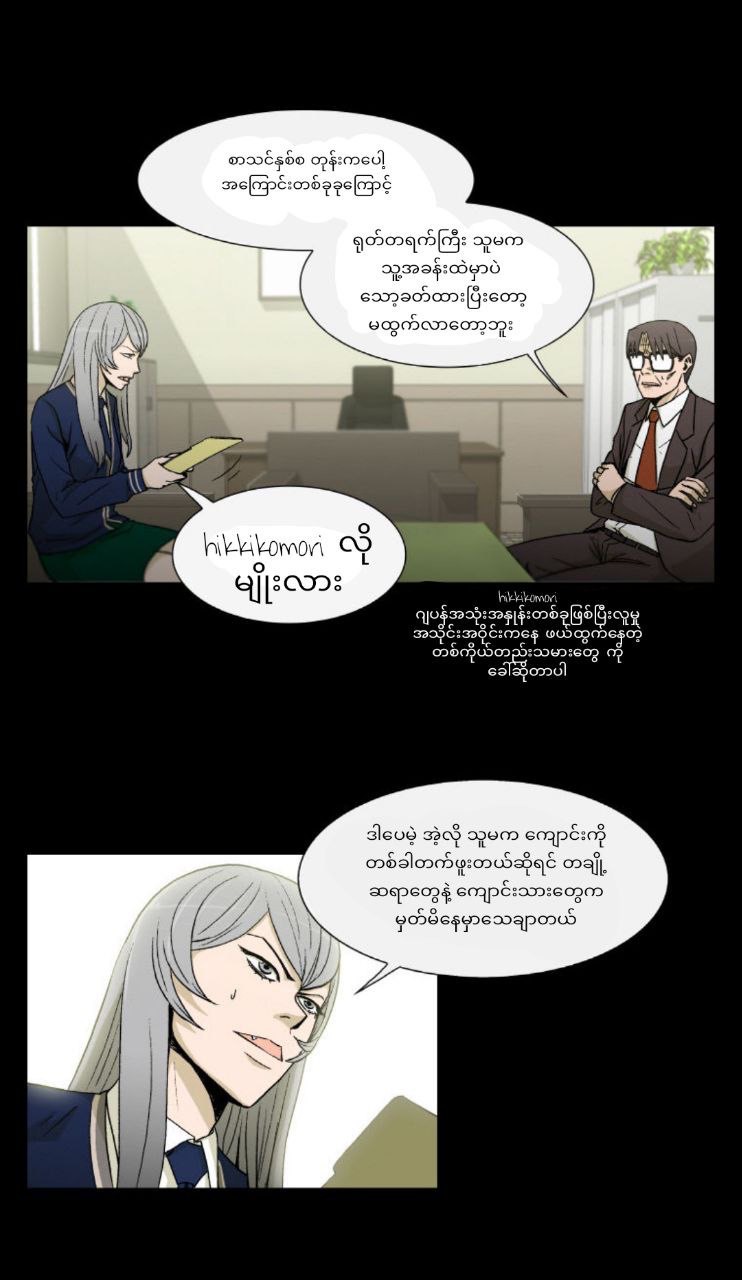 စာသင်နှစ်စ တုန်းကပေါ့
အကြောင်းတစ်ခုခုကြောင့်
ရုတ်တရက်ကြီး သူမက
သူ့အခန်းထဲမှာပဲ
သော့ခတ်ထားပြီးတော့
မထွက်လာတော့ဘူး
hikkikomori လို
မျိုးလား
hikkikomori
ဂျပန်အသုံးအနှုန်းတစ်ခုဖြစ်ပြီးလူမှု
အသိုင်းအဝိုင်းကနေ ဖယ်ထွက်နေတဲ့
တစ်ကိုယ်တည်းသမားတွေ ကို
ခေါ်ဆိုတာပါ
ဒါပေမဲ့ အဲ့လို သူမက ကျောင်းကို
တစ်ခါတက်ဖူးတယ်ဆိုရင် တချို့
ဆရာတွေနဲ့ ကျောင်းသားတွေက
မှတ်မိနေမှာသေချာတယ်